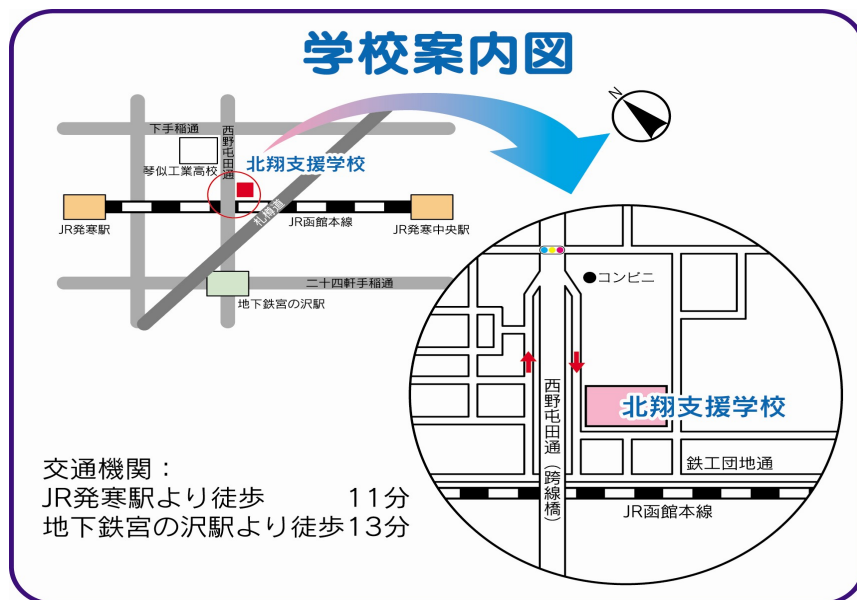 学校案内図
N
下手稲通
西野屯田通
琴似工業高校
北翔支援学校
JR発寒駅
札樽道
JR函館本線
JR発寒中央駅
二十四軒手稲通
地下鉄宮の沢駅
コンビニ
西野屯田通（跨線橋）
北翔支援学校
鉄工団地通
JR函館本線
交通機関：
JR発寒駅より徒歩 11分
地下鉄宮の沢駅より徒歩13分